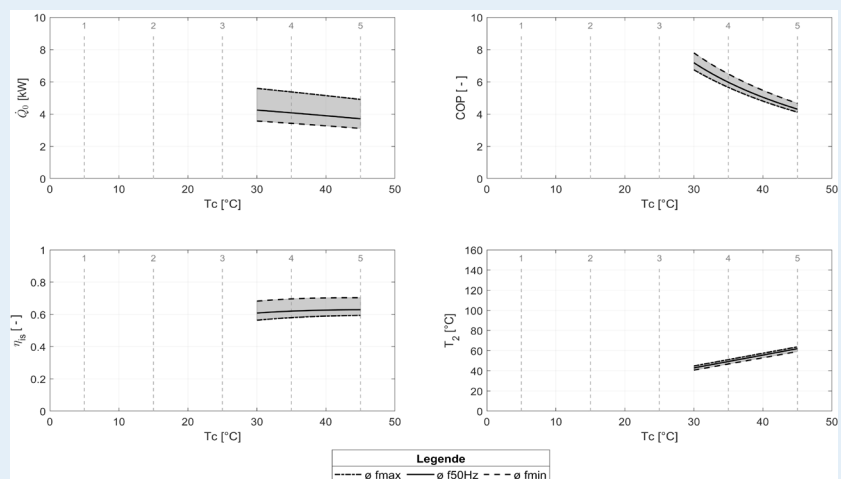 10
8
6
4
2
0
Q̇₀ [kW]
1 2 3 4 5
0 10 20 30 40 50
Tc [°C]
10
8
6
4
2
0
COP [ - ]
1 2 3 4 5
0 10 20 30 40 50
Tc [°C]
1
0.8
0.6
0.4
0.2
0
ηis [ - ]
1 2 3 4 5
0 10 20 30 40 50
Tc [°C]
160
140
120
100
80
60
40
20
0
T2 [°C]
1 2 3 4 5
0 10 20 30 40 50
Tc [°C]
Legende
ø fmax ø f50Hz ø fmin